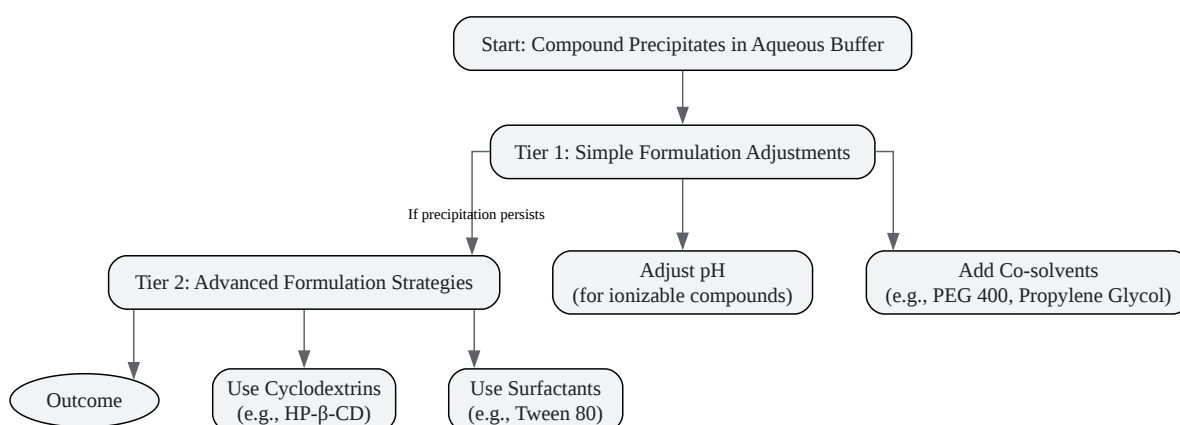 Start: Compound Precipitates in Aqueous Buffer
Tier 1: Simple Formulation Adjustments
If precipitation persists
Tier 2: Advanced Formulation Strategies
Adjust pH
(for ionizable compounds)
Add Co-solvents
(e.g., PEG 400, Propylene Glycol)
Outcome
Use Cyclodextrins
(e.g., HP-β-CD)
Use Surfactants
(e.g., Tween 80)